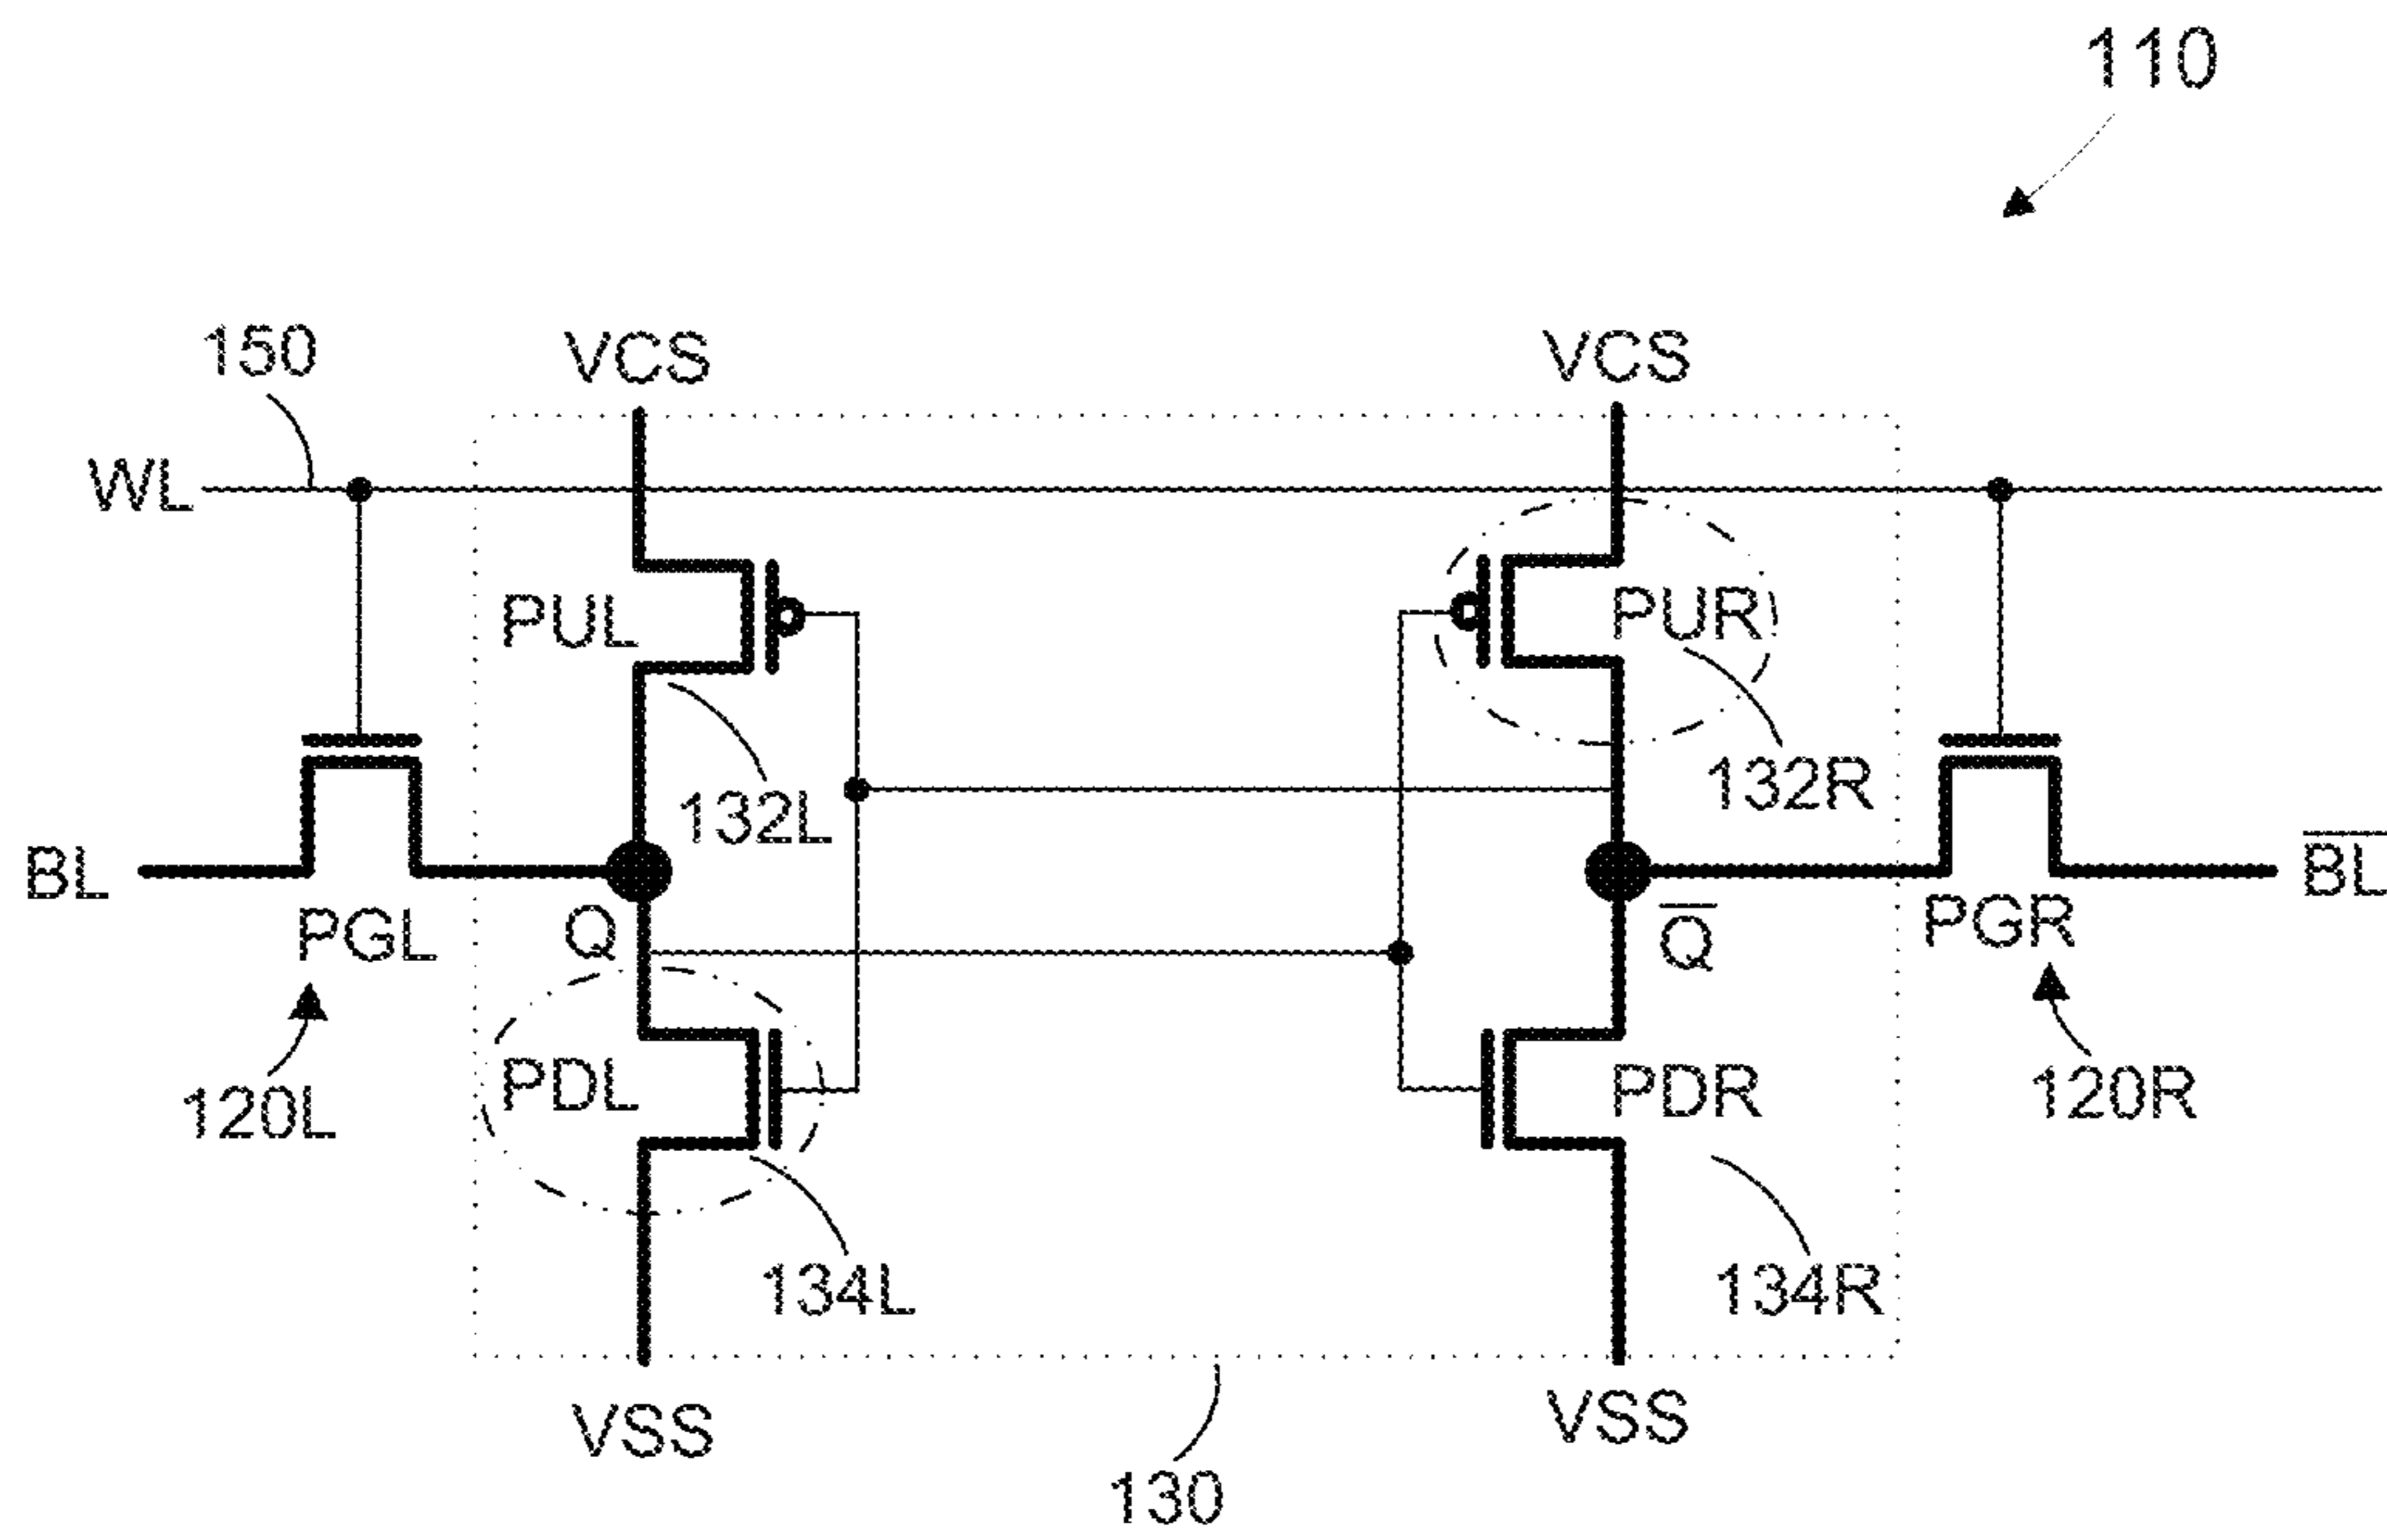 110
150
VCS
VCS
WL
PUL
PUR
132L
132R
BL
B̅L̅
PGL
Q
Q̅
PGR
PDL
PDR
120L
120R
134L
134R
VSS
VSS
130